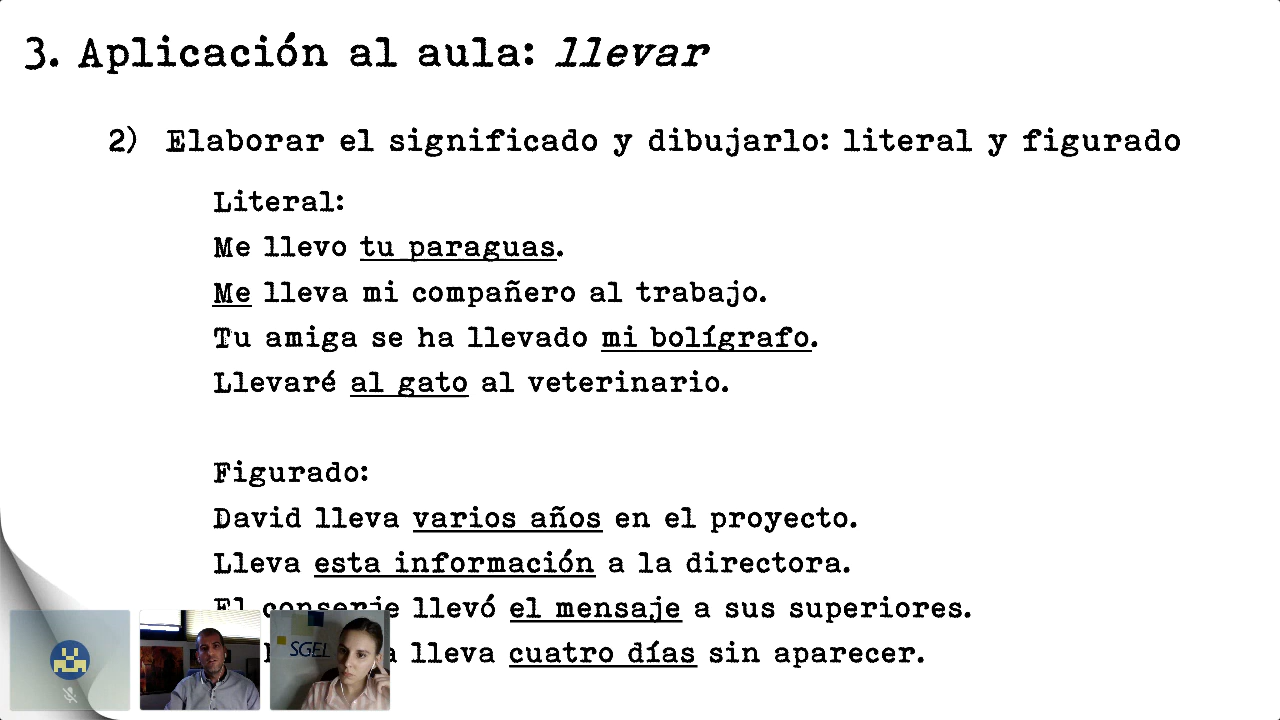 3. Aplicación al aula: llevar
2) Elaborar el significado y dibujarlo: literal y figurado
Literal:
Me llevo tu paraguas.
Me lleva mi compañero al trabajo.
Tu amiga se ha llevado mi bolígrafo.
Llevaré al gato al veterinario.
Figurado:
David lleva varios años en el proyecto.
Lleva esta información a la directora.
El conserje llevó el mensaje a sus superiores.
lleva cuatro días sin aparecer.
SGEL